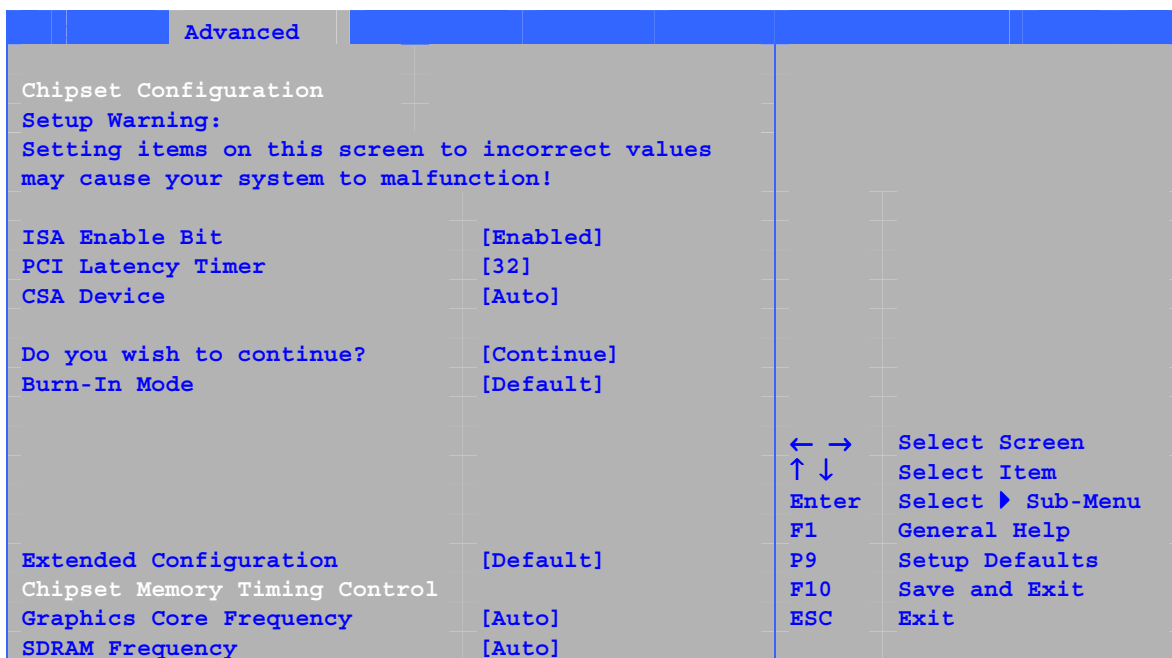 Advanced
Chipset Configuration
Setup Warning:
Setting items on this screen to incorrect values
may cause your system to malfunction!
ISA Enable Bit [Enabled]
PCI Latency Timer [32]
CSA Device [Auto]
Do you wish to continue? [Continue]
Burn-In Mode [Default]
Extended Configuration [Default]
Chipset Memory Timing Control
Graphics Core Frequency [Auto]
SDRAM Frequency [Auto]
← → Select Screen
↑ ↓ Select Item
Enter Select ▶ Sub-Menu
F1 General Help
P9 Setup Defaults
F10 Save and Exit
ESC Exit